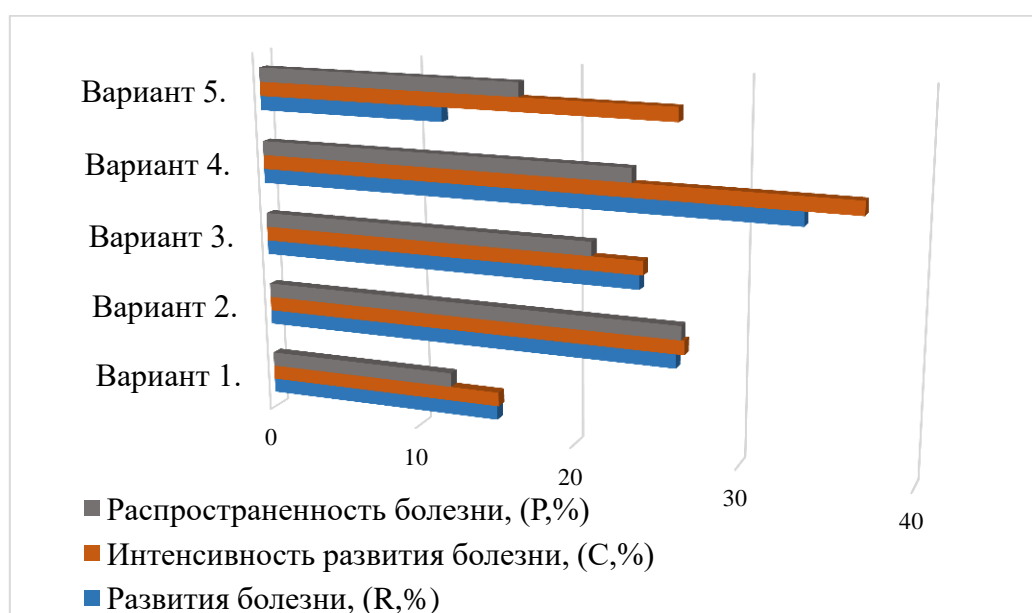 Вариант 5.
Вариант 4.
Вариант 3.
Вариант 2.
Вариант 1.
0
10
20
30
40
Распространенность болезни, (P,%)
Интенсивность развития болезни, (C,%)
Развития болезни, (R,%)